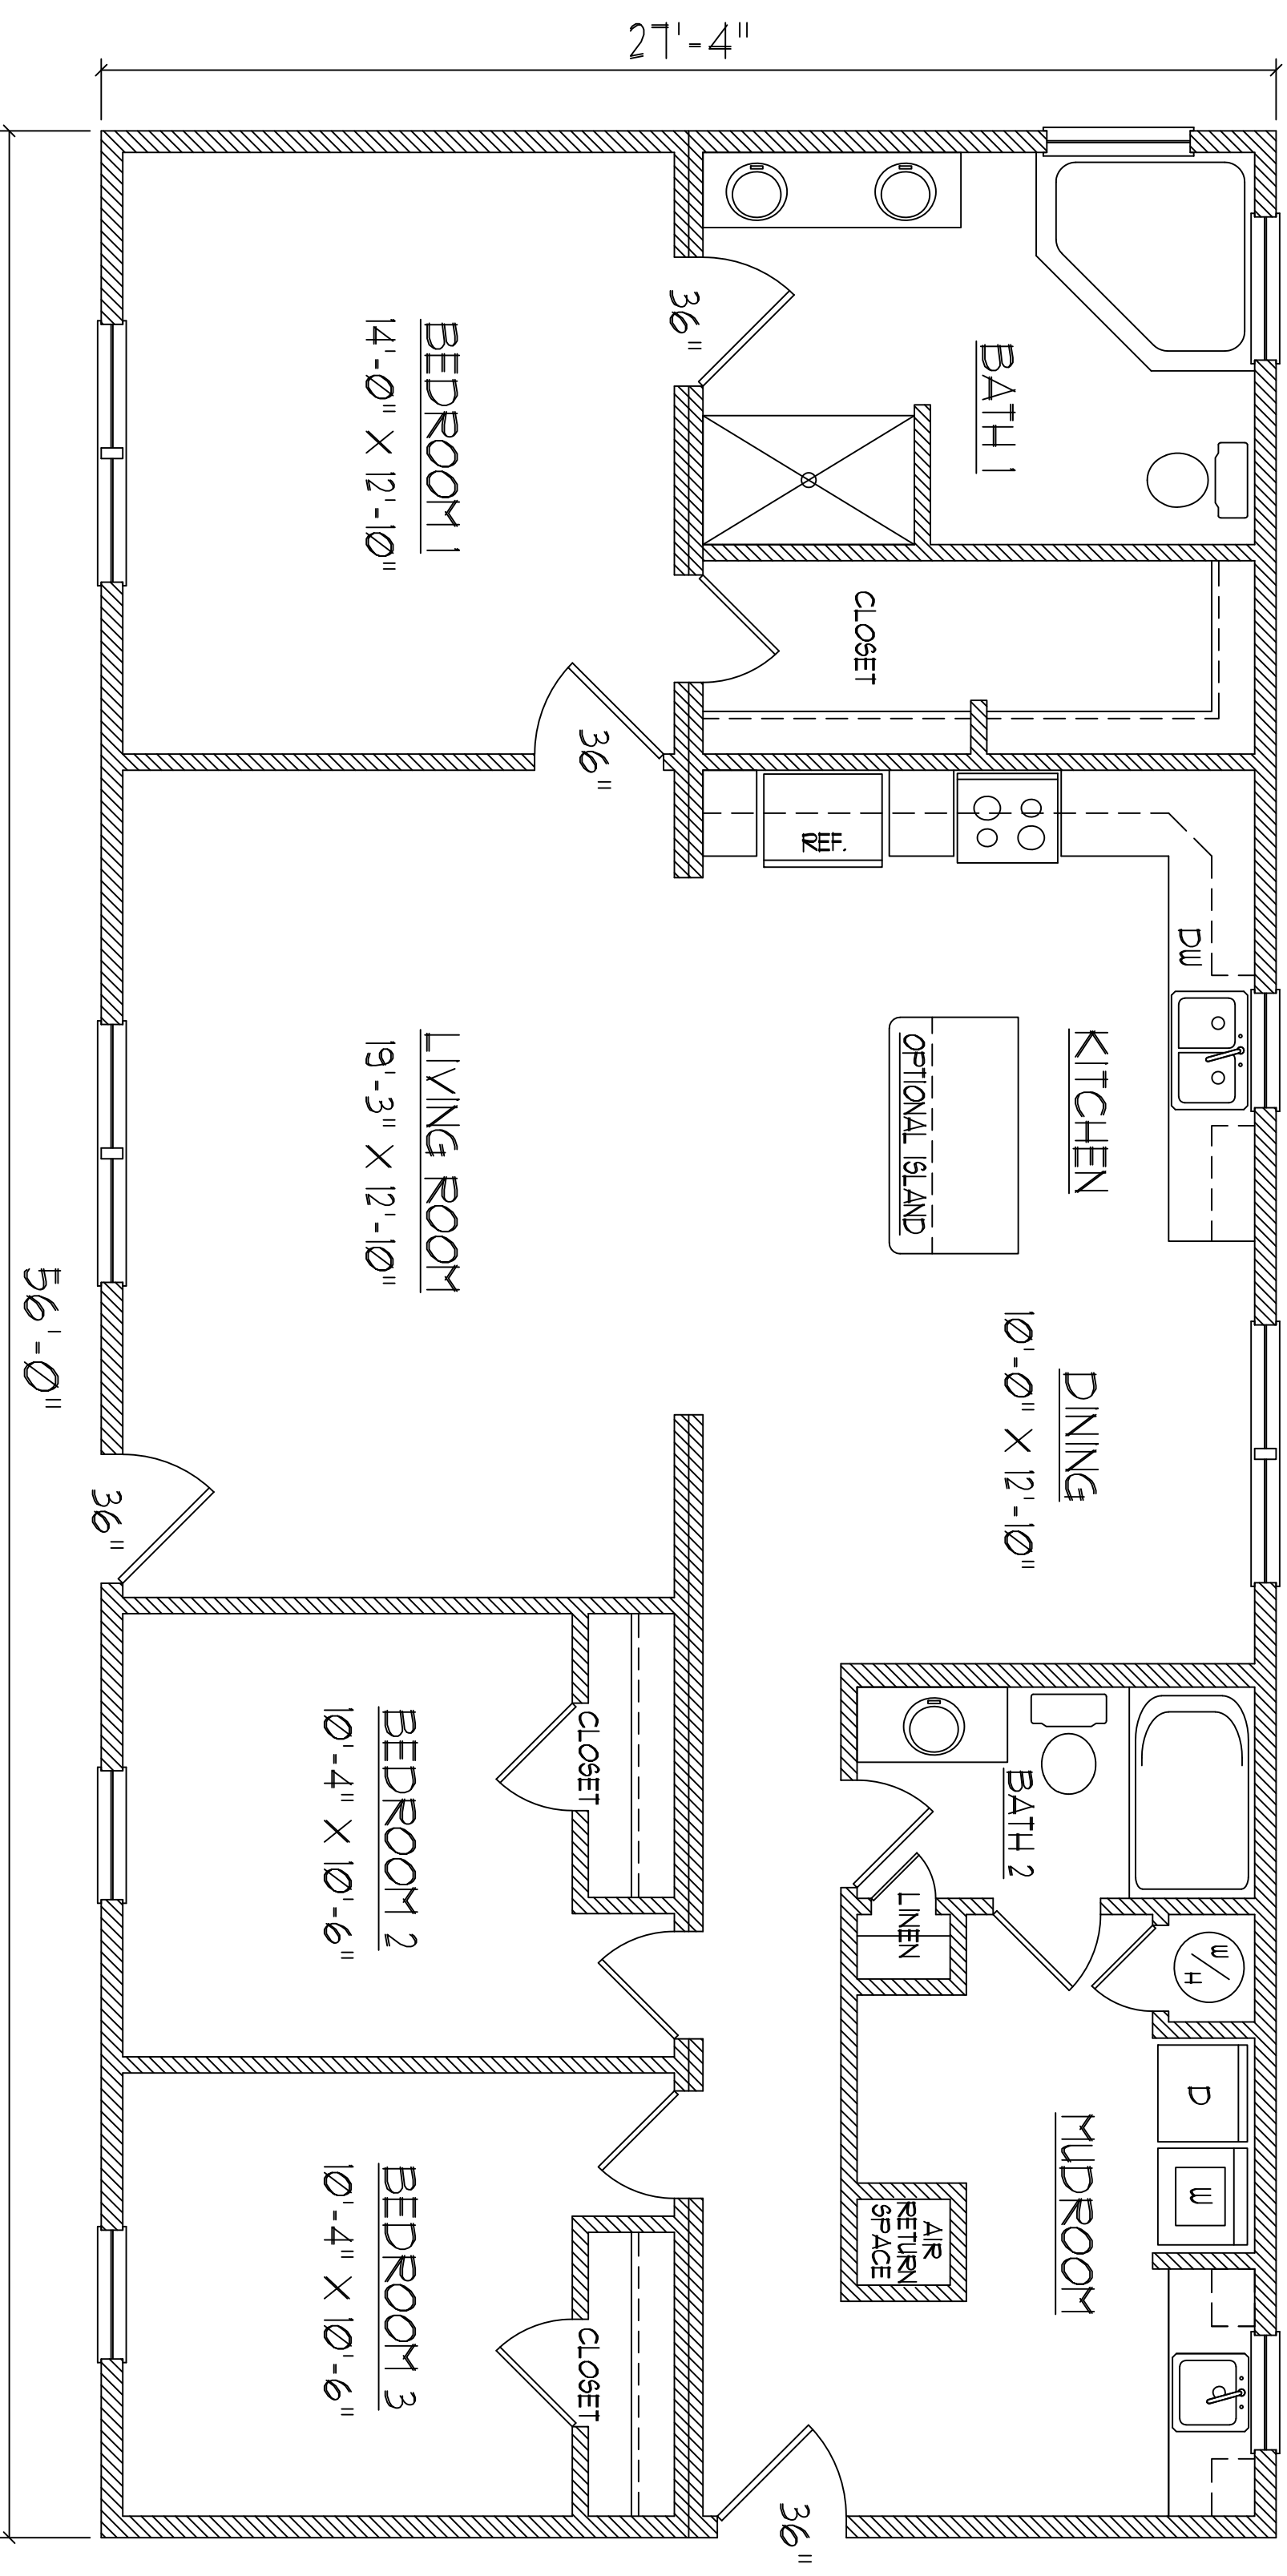 27'-4"
BATH 1
36"
BEDROOM 1
14'-0" X 12'-10"
CLOSET
36"
REF.
DW
KITCHEN
OPTIONAL ISLAND
LIVING ROOM
19'-3" X 12'-10"
56'-0"
DINING
10'-0" X 12'-10"
36"
BATH 2
LINEN
W/H
CLOSET
BEDROOM 2
10'-4" X 10'-6"
D
W
MUDROOM
AIR
RETURN
SPACE
BEDROOM 3
10'-4" X 10'-6"
CLOSET
36"